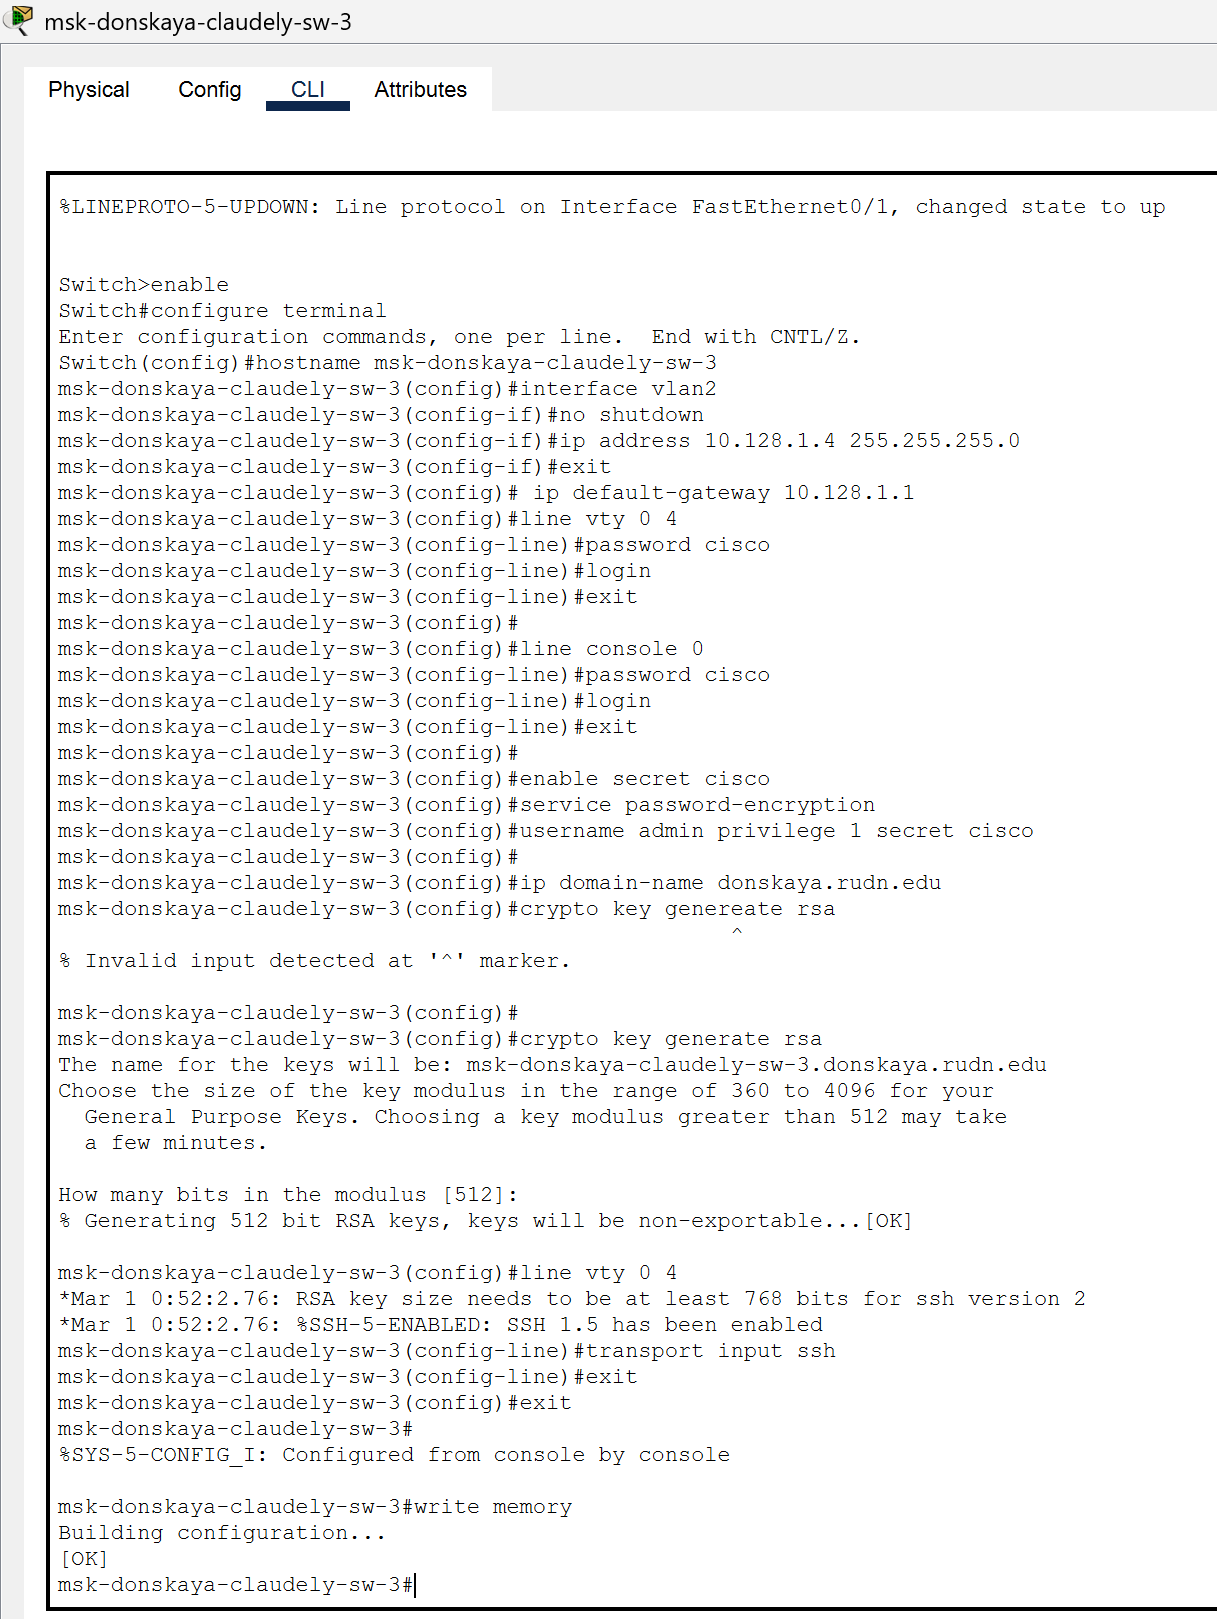 msk-donskaya-claudely-sw-3
Physical Config CLI Attributes
%LINEPROTO-5-UPDOWN: Line protocol on Interface FastEthernet0/1, changed state to up
Switch>enable
Switch#configure terminal
Enter configuration commands, one per line.  End with CNTL/Z.
Switch(config)#hostname msk-donskaya-claudely-sw-3
msk-donskaya-claudely-sw-3(config)#interface vlan2
msk-donskaya-claudely-sw-3(config-if)#no shutdown
msk-donskaya-claudely-sw-3(config-if)#ip address 10.128.1.4 255.255.255.0
msk-donskaya-claudely-sw-3(config-if)#exit
msk-donskaya-claudely-sw-3(config)# ip default-gateway 10.128.1.1
msk-donskaya-claudely-sw-3(config)#line vty 0 4
msk-donskaya-claudely-sw-3(config-line)#password cisco
msk-donskaya-claudely-sw-3(config-line)#login
msk-donskaya-claudely-sw-3(config-line)#exit
msk-donskaya-claudely-sw-3(config)#
msk-donskaya-claudely-sw-3(config)#line console 0
msk-donskaya-claudely-sw-3(config-line)#password cisco
msk-donskaya-claudely-sw-3(config-line)#login
msk-donskaya-claudely-sw-3(config-line)#exit
msk-donskaya-claudely-sw-3(config)#
msk-donskaya-claudely-sw-3(config)#enable secret cisco
msk-donskaya-claudely-sw-3(config)#service password-encryption
msk-donskaya-claudely-sw-3(config)#username admin privilege 1 secret cisco
msk-donskaya-claudely-sw-3(config)#
msk-donskaya-claudely-sw-3(config)#ip domain-name donskaya.rudn.edu
msk-donskaya-claudely-sw-3(config)#crypto key genereate rsa
^
% Invalid input detected at '^' marker.
msk-donskaya-claudely-sw-3(config)#
msk-donskaya-claudely-sw-3(config)#crypto key generate rsa
The name for the keys will be: msk-donskaya-claudely-sw-3.donskaya.rudn.edu
Choose the size of the key modulus in the range of 360 to 4096 for your
General Purpose Keys. Choosing a key modulus greater than 512 may take
a few minutes.
How many bits in the modulus [512]:
% Generating 512 bit RSA keys, keys will be non-exportable...[OK]
msk-donskaya-claudely-sw-3(config)#line vty 0 4
*Mar 1 0:52:2.76: RSA key size needs to be at least 768 bits for ssh version 2
*Mar 1 0:52:2.76: %SSH-5-ENABLED: SSH 1.5 has been enabled
msk-donskaya-claudely-sw-3(config-line)#transport input ssh
msk-donskaya-claudely-sw-3(config-line)#exit
msk-donskaya-claudely-sw-3(config)#exit
msk-donskaya-claudely-sw-3#
%SYS-5-CONFIG_I: Configured from console by console
msk-donskaya-claudely-sw-3#write memory
Building configuration...
[OK]
msk-donskaya-claudely-sw-3#